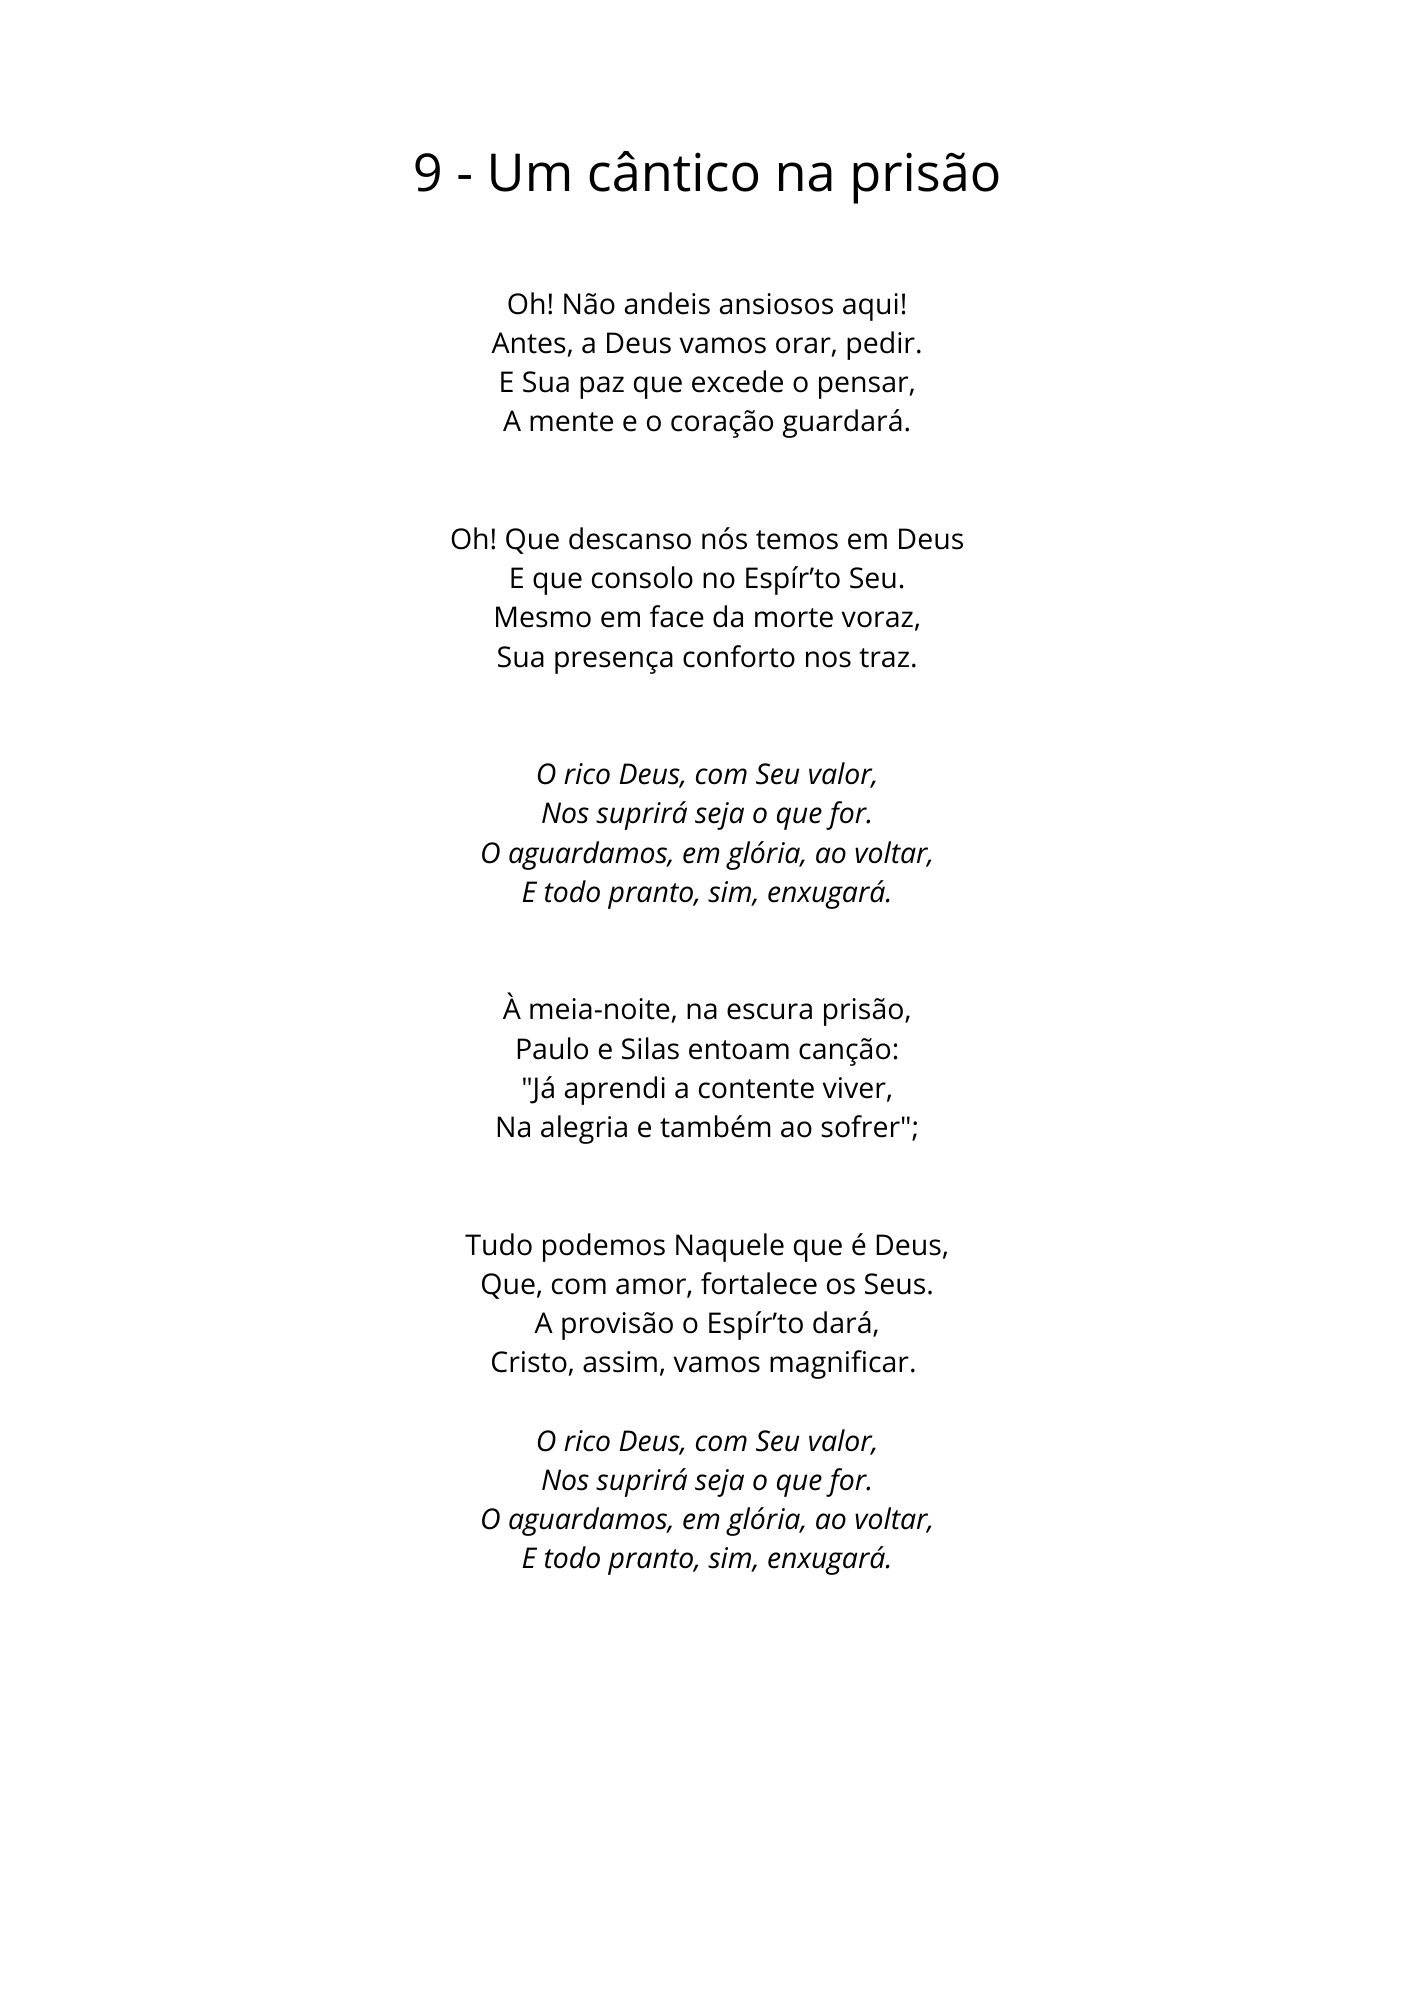 9 - Um cântico na prisão
Oh! Não andeis ansiosos aqui!
Antes, a Deus vamos orar, pedir.
E Sua paz que excede o pensar,
A mente e o coração guardará.
Oh! Que descanso nós temos em Deus
E que consolo no Espír’to Seu.
Mesmo em face da morte voraz,
Sua presença conforto nos traz.
O rico Deus, com Seu valor,
Nos suprirá seja o que for.
O aguardamos, em glória, ao voltar,
E todo pranto, sim, enxugará.
À meia-noite, na escura prisão,
Paulo e Silas entoam canção:
"Já aprendi a contente viver,
Na alegria e também ao sofrer";
Tudo podemos Naquele que é Deus,
Que, com amor, fortalece os Seus.
A provisão o Espír’to dará,
Cristo, assim, vamos magnificar.
O rico Deus, com Seu valor,
Nos suprirá seja o que for.
O aguardamos, em glória, ao voltar,
E todo pranto, sim, enxugará.